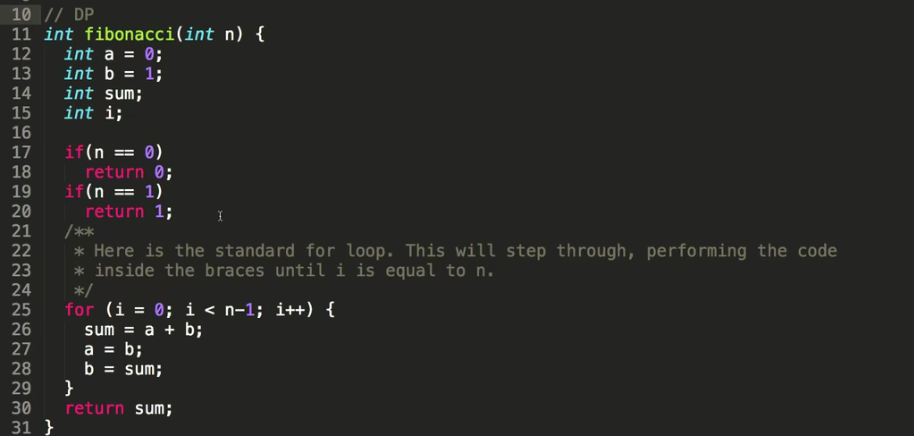 10 // DP
11 int fibonacci(int n) {
12 int a = 0;
13 int b = 1;
14 int sum;
15 int i;
16
17 if(n == 0)
18 return 0;
19 if(n == 1)
20 return 1;
21 /**
22 * Here is the standard for loop. This will step through, performing the code
23 * inside the braces until i is equal to n.
24 */
25 for (i = 0; i < n-1; i++) {
26 sum = a + b;
27 a = b;
28 b = sum;
29 }
30 return sum;
31 }